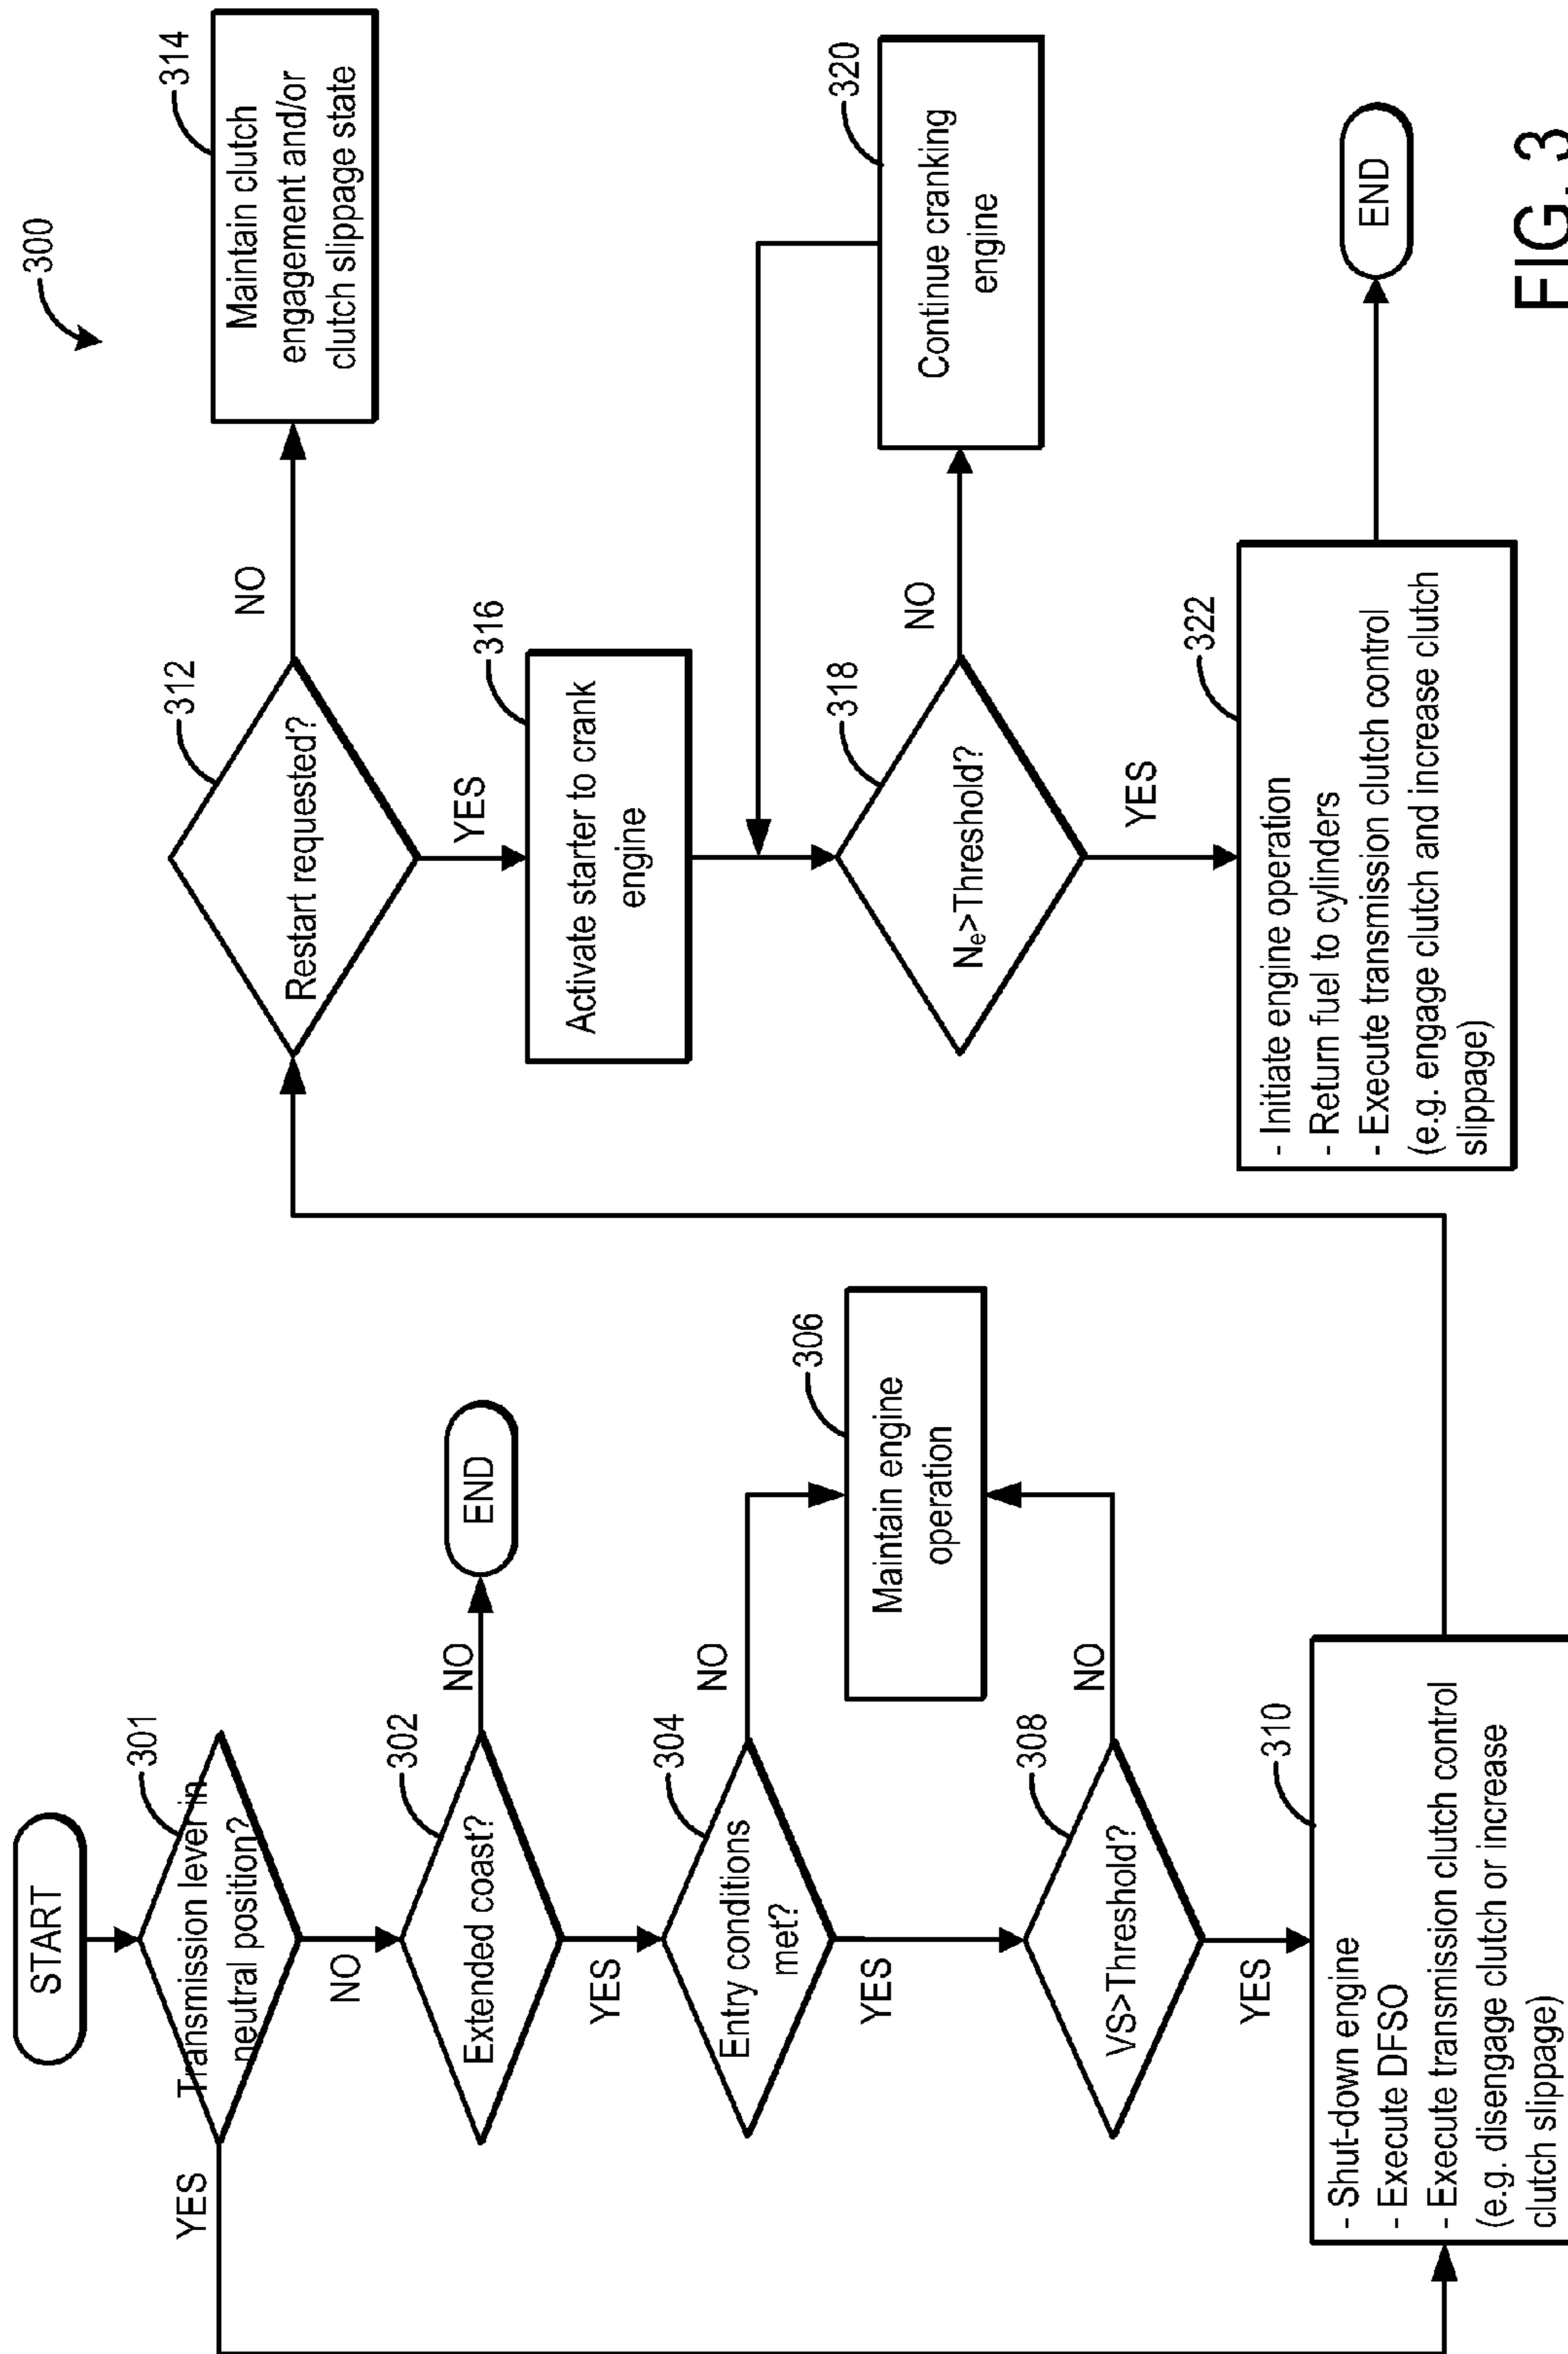 300
START
301
Transmission lever in
neutral position?
YES
NO
302
Extended coast?
NO
END
YES
304
Entry conditions
met?
NO
306
Maintain engine
operation
YES
308
VS>Threshold?
NO
YES
310
- Shut-down engine
- Execute DFSO
- Execute transmission clutch control
(e.g. disengage clutch or increase
clutch slippage)
312
Restart requested?
NO
314
Maintain clutch
engagement and/or
clutch slippage state
YES
316
Activate starter to crank
engine
318
Ne>Threshold?
NO
320
Continue cranking
engine
YES
322
- Initiate engine operation
- Return fuel to cylinders
- Execute transmission clutch control
(e.g. engage clutch and increase clutch
slippage)
END
FIG. 3